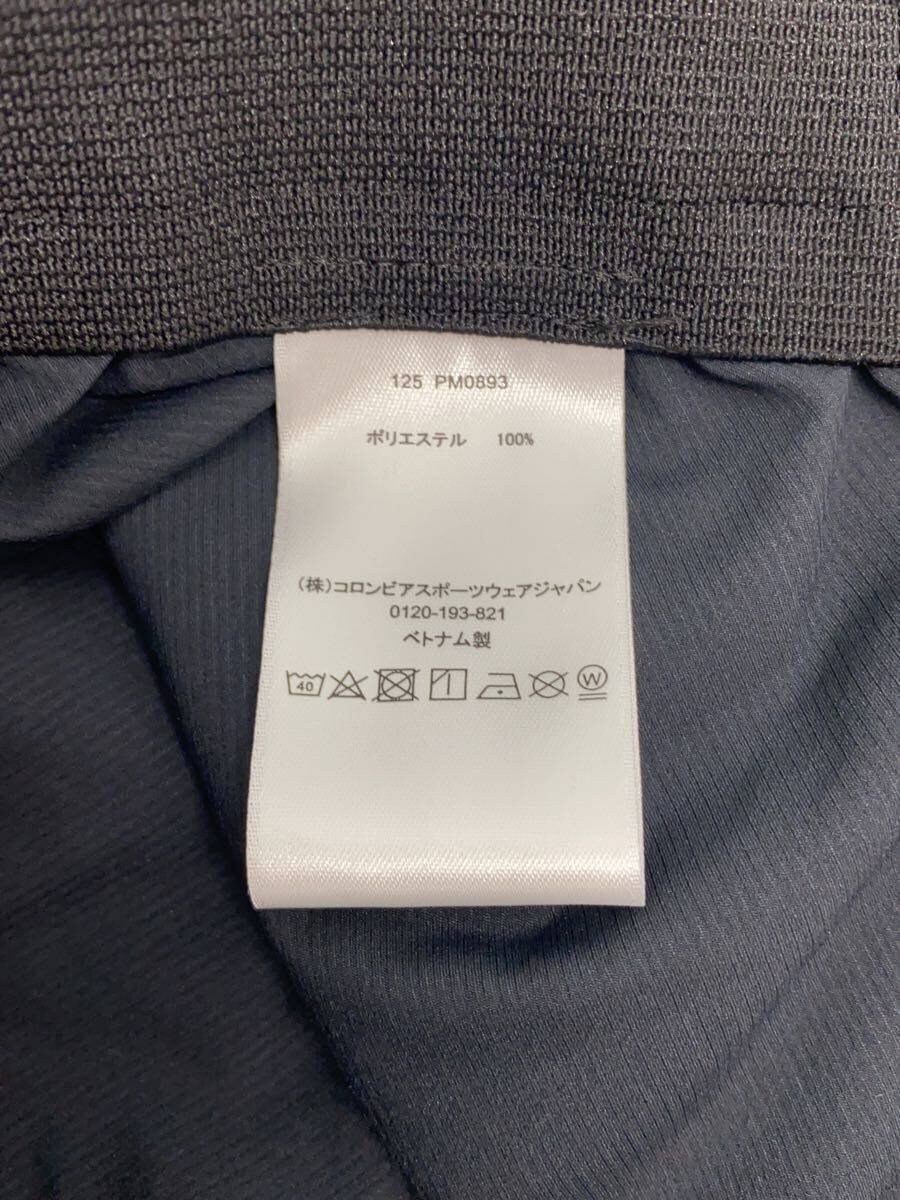 125 PM0893
ポリエステル 100%
(株)コロンビアスポーツウェアジャパン
0120-193-821
ベトナム製
40 W